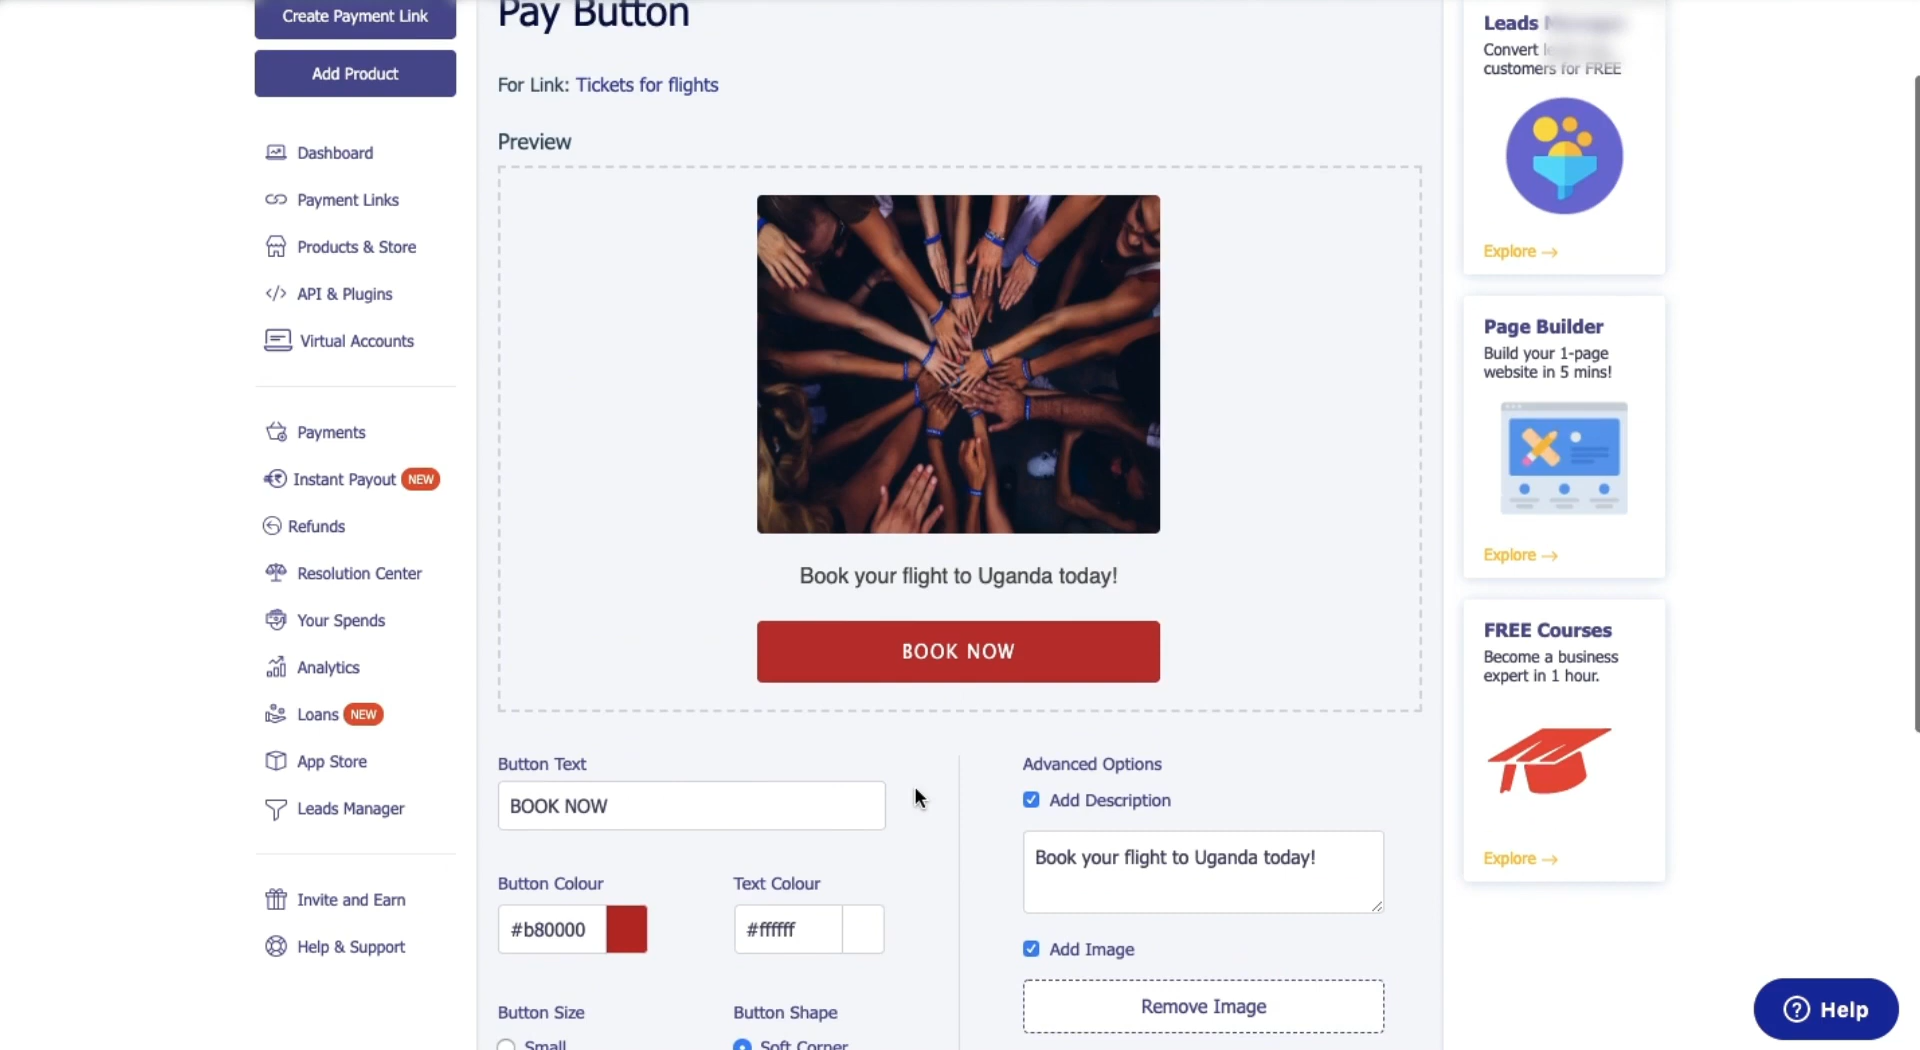 Create Payment Link
Add Product
Dashboard
Payment Links
Products & Store
API & Plugins
Virtual Accounts
Payments
Instant Payout NEW
Refunds
Resolution Center
Your Spends
Analytics
Loans NEW
App Store
Leads Manager
Invite and Earn
Help & Support
Pay Button
For Link: Tickets for flights
Preview
Book your flight to Uganda today!
BOOK NOW
Button Text
BOOK NOW
Button Colour
Text Colour
#b80000
#ffffff
Button Size
Button Shape
Small
Soft Corner
Advanced Options
Add Description
Book your flight to Uganda today!
Add Image
Remove Image
Leads
Convert
customers for FREE
Explore →
Page Builder
Build your 1-page
website in 5 mins!
Explore →
FREE Courses
Become a business
expert in 1 hour.
Explore →
Help